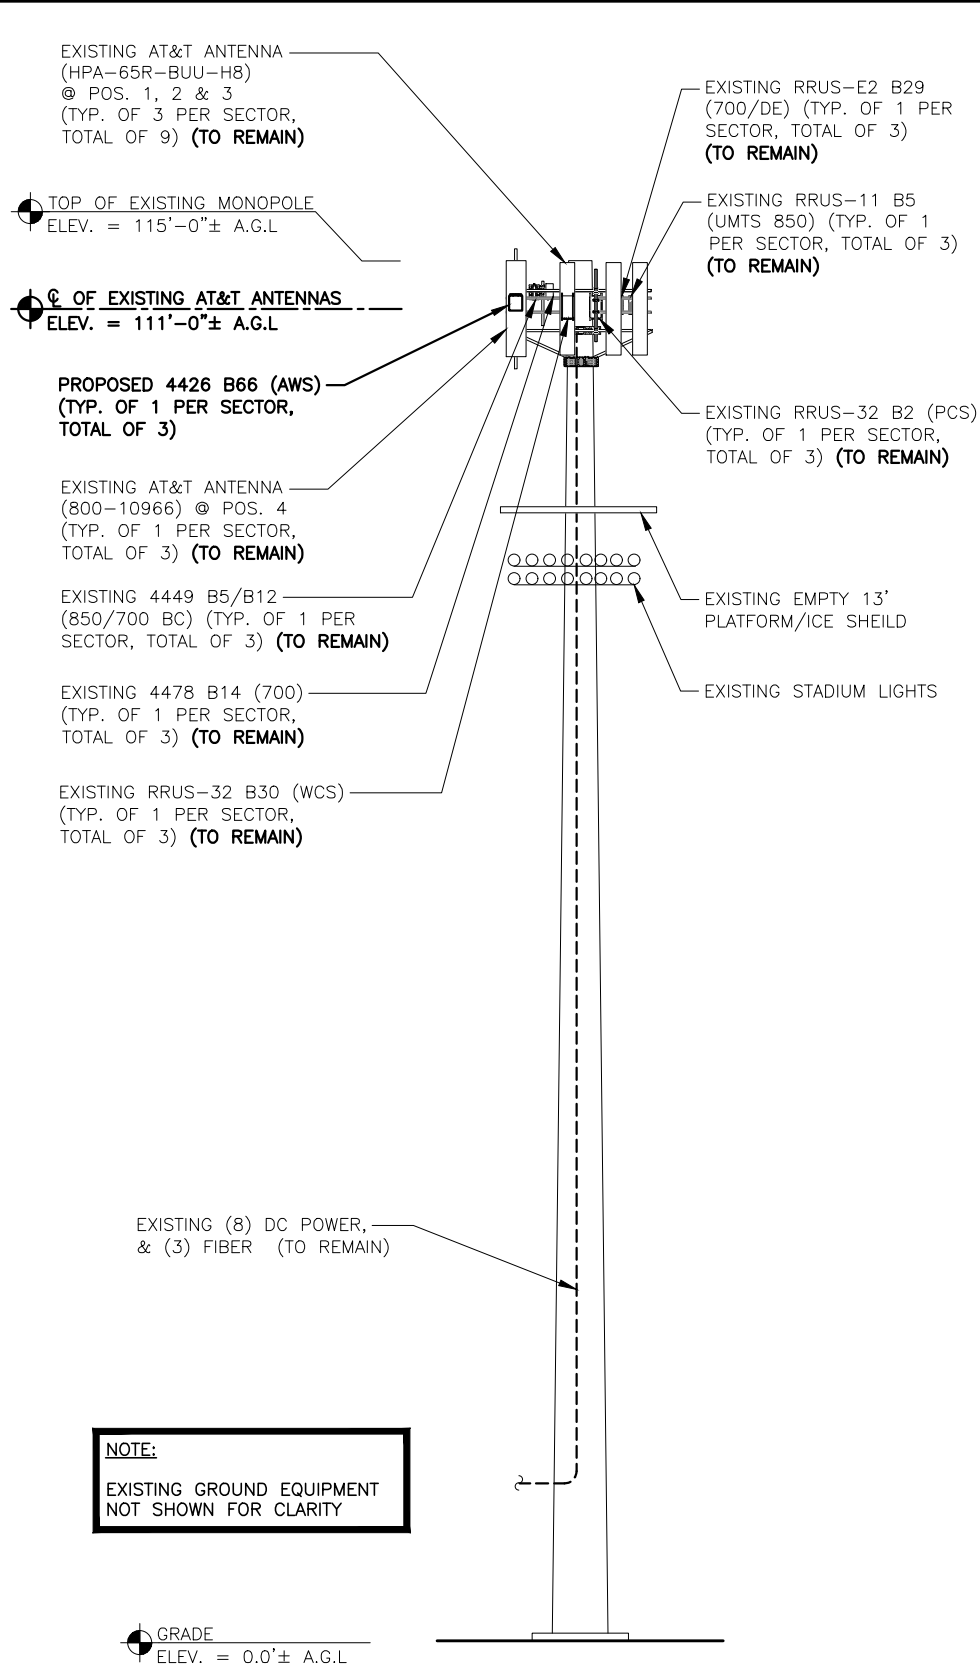 EXISTING AT&T ANTENNA
(HPA-65R-BUU-H8)
@ POS. 1, 2 & 3
(TYP. OF 3 PER SECTOR,
TOTAL OF 9) (TO REMAIN)
TOP OF EXISTING MONOPOLE
ELEV. = 115'-0"± A.G.L
℄ OF EXISTING AT&T ANTENNAS
ELEV. = 111'-0"± A.G.L
PROPOSED 4426 B66 (AWS)
(TYP. OF 1 PER SECTOR,
TOTAL OF 3)
EXISTING AT&T ANTENNA
(800-10966) @ POS. 4
(TYP. OF 1 PER SECTOR,
TOTAL OF 3) (TO REMAIN)
EXISTING 4449 B5/B12
(850/700 BC) (TYP. OF 1 PER
SECTOR, TOTAL OF 3) (TO REMAIN)
EXISTING 4478 B14 (700)
(TYP. OF 1 PER SECTOR,
TOTAL OF 3) (TO REMAIN)
EXISTING RRUS-32 B30 (WCS)
(TYP. OF 1 PER SECTOR,
TOTAL OF 3) (TO REMAIN)
EXISTING RRUS-E2 B29
(700/DE) (TYP. OF 1 PER
SECTOR, TOTAL OF 3)
(TO REMAIN)
EXISTING RRUS-11 B5
(UMTS 850) (TYP. OF 1
PER SECTOR, TOTAL OF 3)
(TO REMAIN)
EXISTING RRUS-32 B2 (PCS)
(TYP. OF 1 PER SECTOR,
TOTAL OF 3) (TO REMAIN)
EXISTING EMPTY 13'
PLATFORM/ICE SHEILD
EXISTING STADIUM LIGHTS
EXISTING (8) DC POWER,
& (3) FIBER (TO REMAIN)
NOTE:
EXISTING GROUND EQUIPMENT
NOT SHOWN FOR CLARITY
GRADE
ELEV. = 0.0'± A.G.L